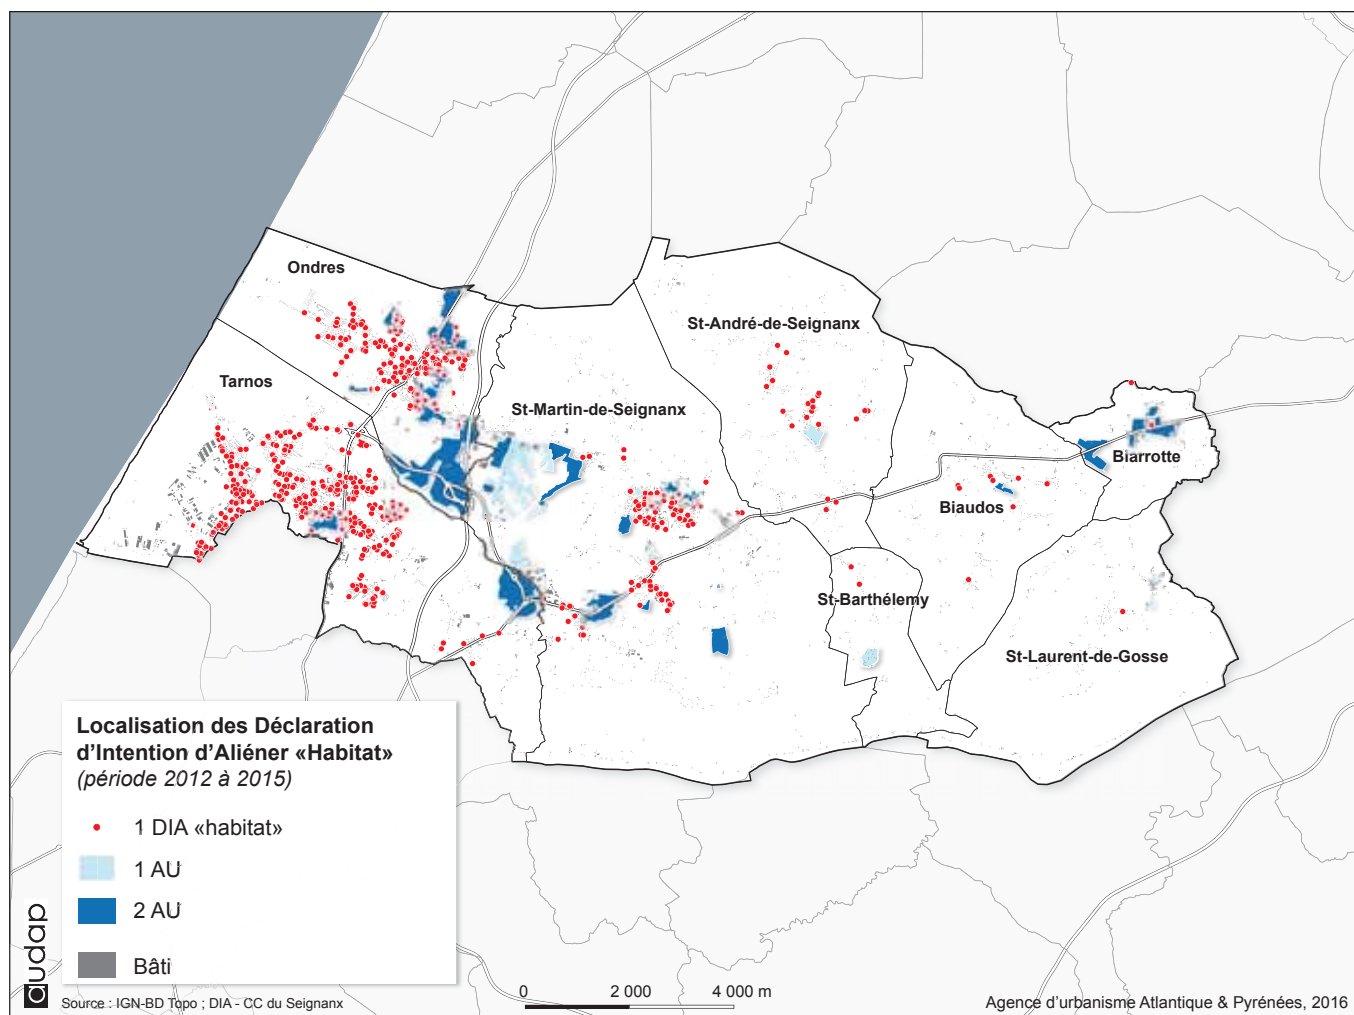 Ondres
St-André-de-Seignanx
Tarnos
St-Martin-de-Seignanx
Biarrotte
Biaudos
St-Barthélemy
St-Laurent-de-Gosse
Localisation des Déclaration
d’Intention d’Aliéner «Habitat»
(période 2012 à 2015)
1 DIA «habitat»
1 AU
2 AU
Bâti
audap
Source : IGN-BD Topo ; DIA - CC du Seignanx
0 2 000 4 000 m
Agence d’urbanisme Atlantique & Pyrénées, 2016